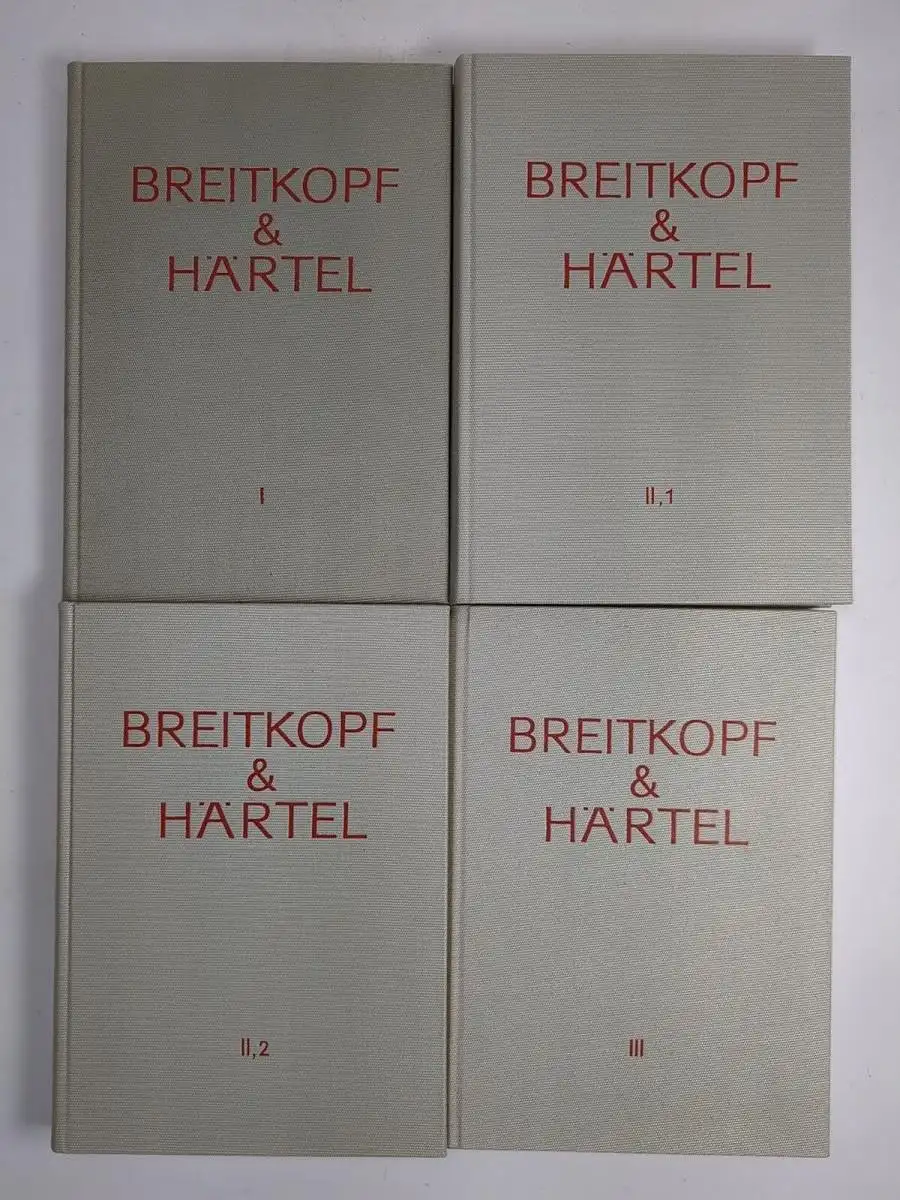 BREITKOPF
&
HÄRTEL
I
BREITKOPF
&
HÄRTEL
II,1
BREITKOPF
&
HÄRTEL
II,2
BREITKOPF
&
HÄRTEL
III